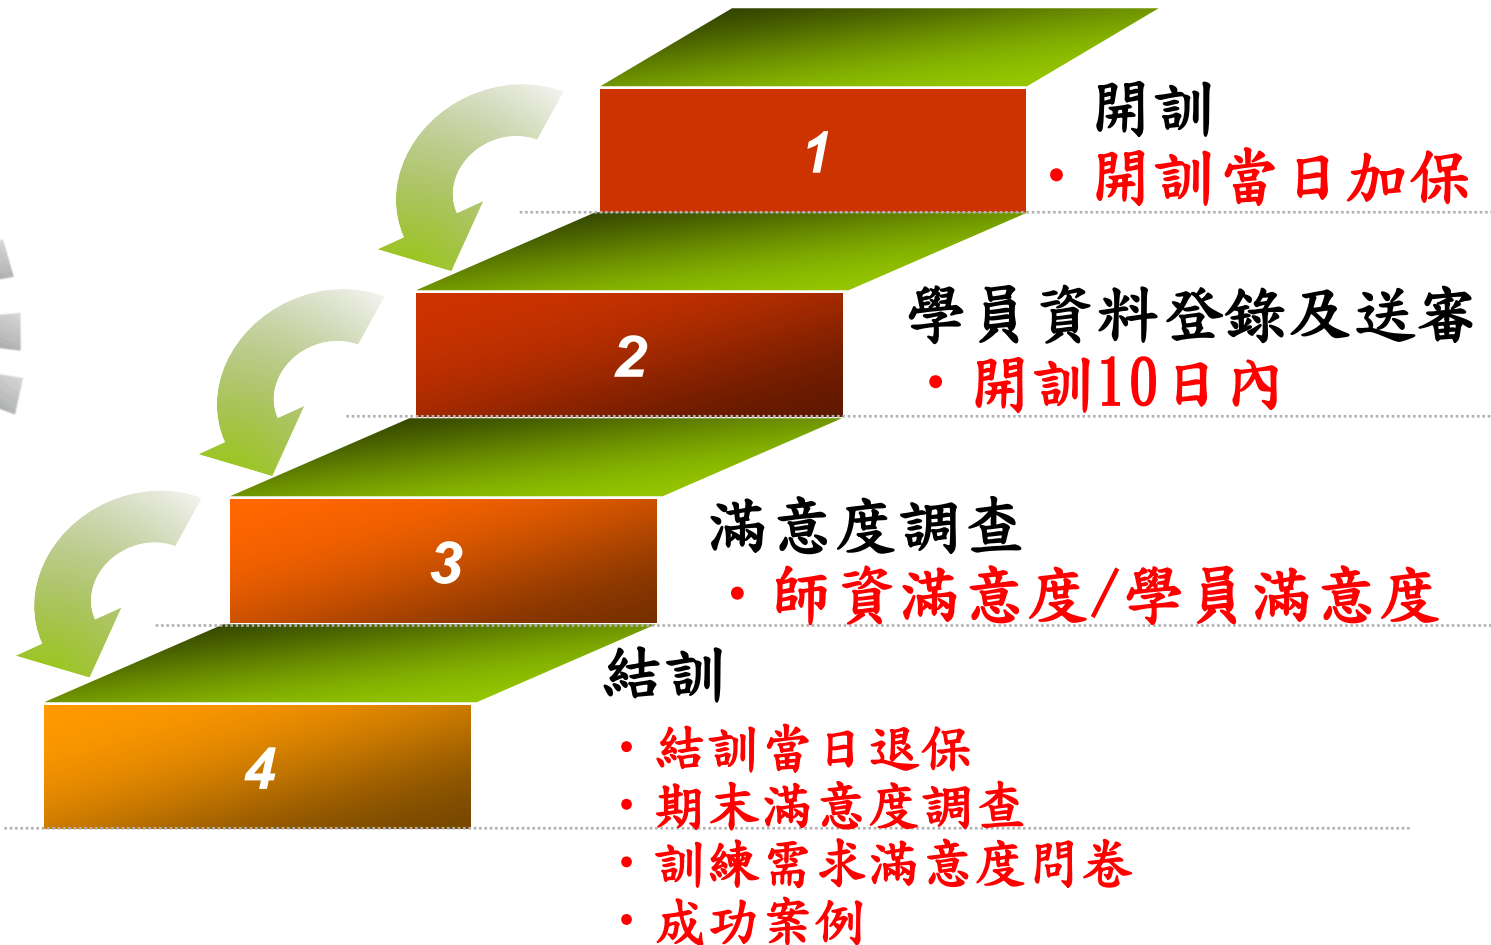 1
開訓
・開訓當日加保
2
學員資料登錄及送審
・開訓10日內
3
滿意度調查
・師資滿意度/學員滿意度
4
結訓
・結訓當日退保
・期末滿意度調查
・訓練需求滿意度問卷
・成功案例